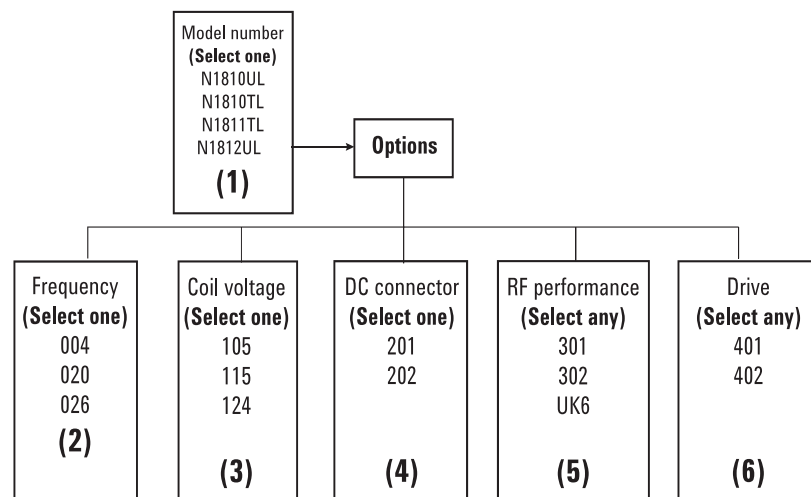 Model number
(Select one)
N1810UL
N1810TL
N1811TL
N1812UL
(1)
Options
Frequency
(Select one)
004
020
026
(2)
Coil voltage
(Select one)
105
115
124
(3)
DC connector
(Select one)
201
202
(4)
RF performance
(Select any)
301
302
UK6
(5)
Drive
(Select any)
401
402
(6)